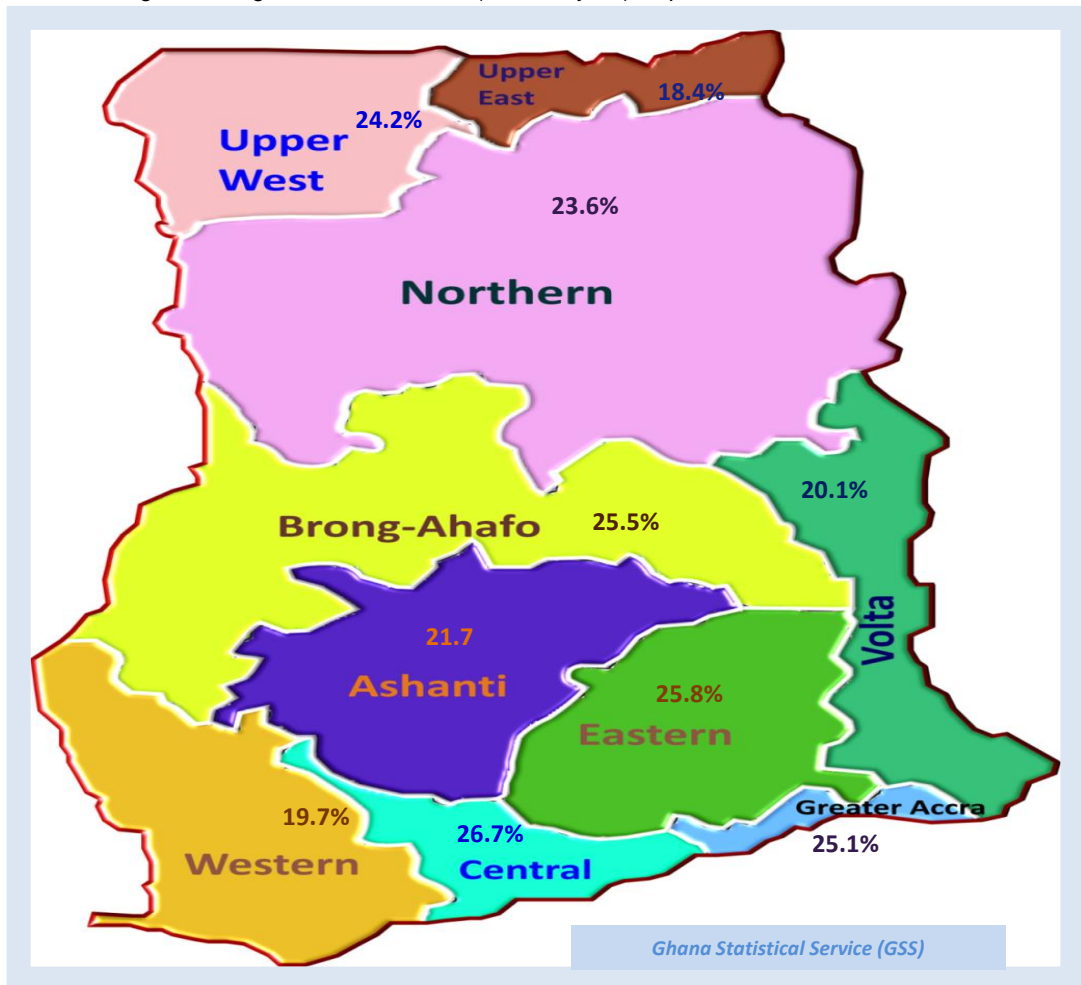 Upper
East
18.4%
24.2%
Upper
West
23.6%
Northern
20.1%
Brong-Ahafo
25.5%
Volta
21.7
Ashanti
25.8%
Eastern
Greater Accra
19.7%
26.7%
25.1%
Western
Central
Ghana Statistical Service (GSS)